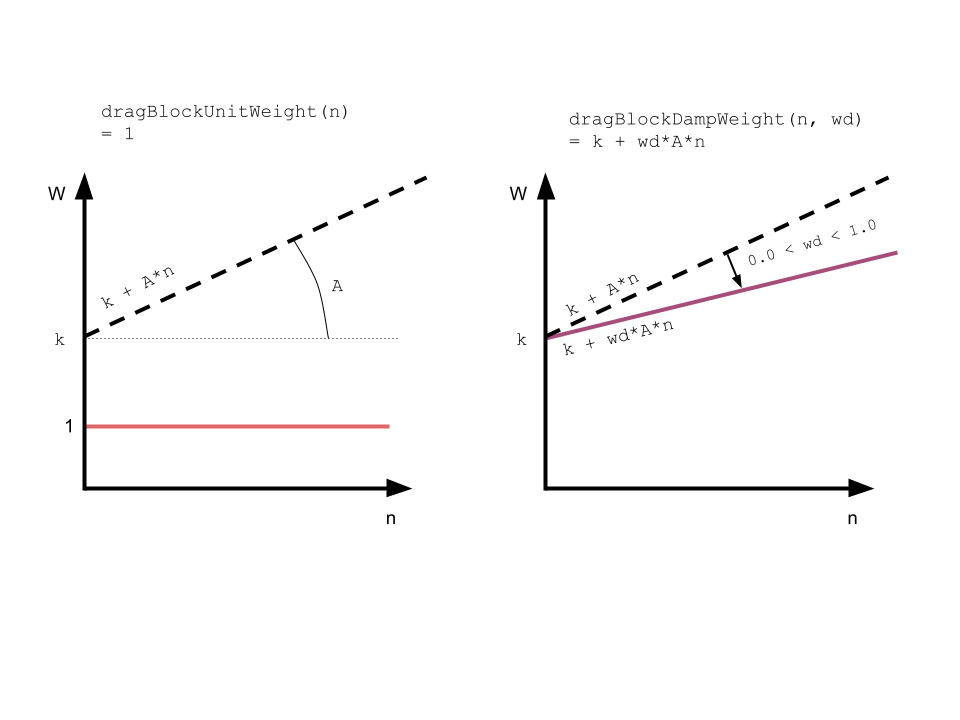 dragBlockUnitWeight(n)
= 1
W
k + A*n
A
k
1
n
dragBlockDampWeight(n, wd)
= k + wd*A*n
W
0.0 < wd < 1.0
k + A*n
k + wd*A*n
k
n